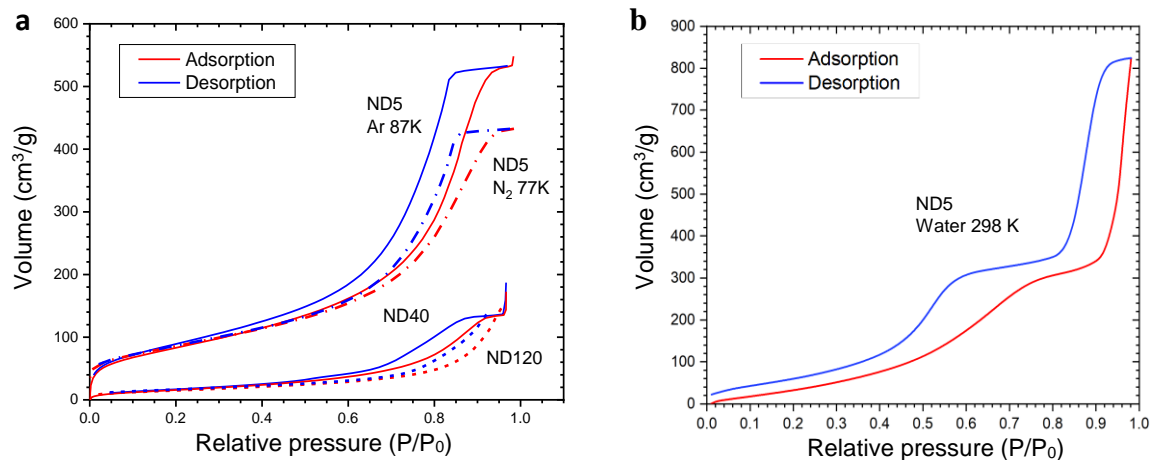 a
600
500
400
300
200
100
0
Volume (cm³/g)
Adsorption
Desorption
ND5
Ar 87K
ND5
N₂ 77K
ND40
ND120
0.0 0.2 0.4 0.6 0.8 1.0
Relative pressure (P/P₀)
b
900
800
700
600
500
400
300
200
100
0
Volume (cm³/g)
Adsorption
Desorption
ND5
Water 298 K
0.0 0.1 0.2 0.3 0.4 0.5 0.6 0.7 0.8 0.9 1.0
Relative pressure (P/P₀)